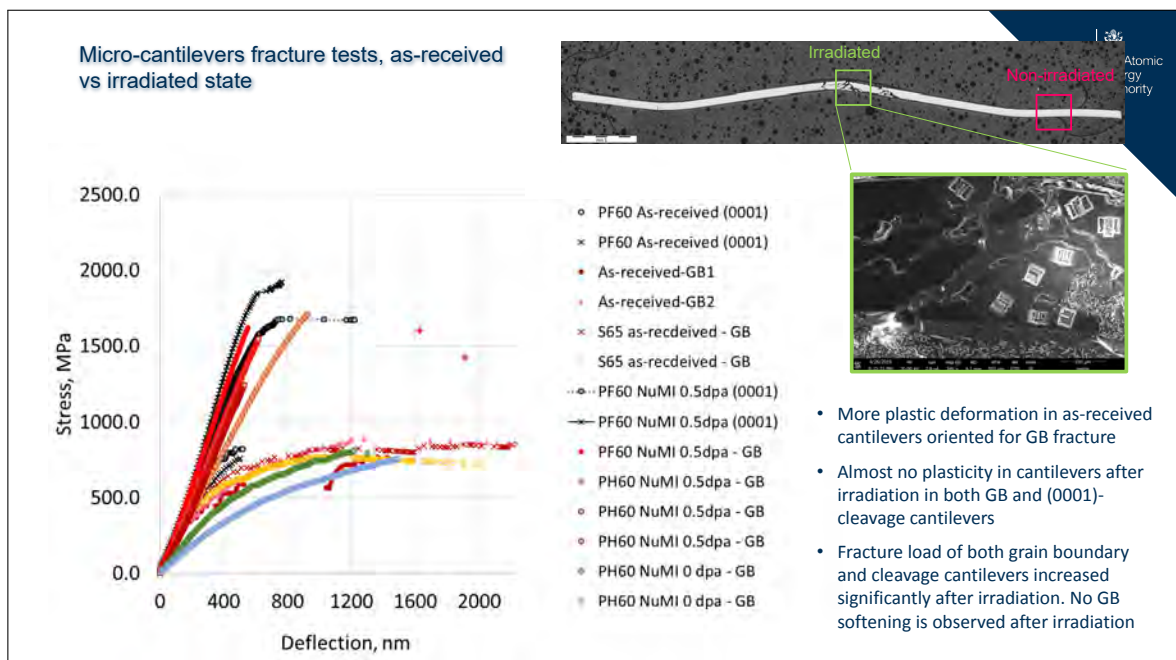 Micro-cantilevers fracture tests, as-received
vs irradiated state
Irradiated
Non-irradiated
Atomic
rgy
ority
2500.0
2000.0
1500.0
1000.0
500.0
0.0
0 400 800 1200 1600 2000
Stress, MPa
Deflection, nm
PF60 As-received (0001)
PF60 As-received (0001)
As-received-GB1
As-received-GB2
S65 as-recdeived - GB
S65 as-recdeived - GB
PF60 NuMI 0.5dpa (0001)
PF60 NuMI 0.5dpa (0001)
PF60 NuMI 0.5dpa - GB
PH60 NuMI 0.5dpa - GB
PH60 NuMI 0.5dpa - GB
PH60 NuMI 0.5dpa - GB
PH60 NuMI 0 dpa - GB
PH60 NuMI 0 dpa - GB
• More plastic deformation in as-received
cantilevers oriented for GB fracture
• Almost no plasticity in cantilevers after
irradiation in both GB and (0001)-
cleavage cantilevers
• Fracture load of both grain boundary
and cleavage cantilevers increased
significantly after irradiation. No GB
softening is observed after irradiation